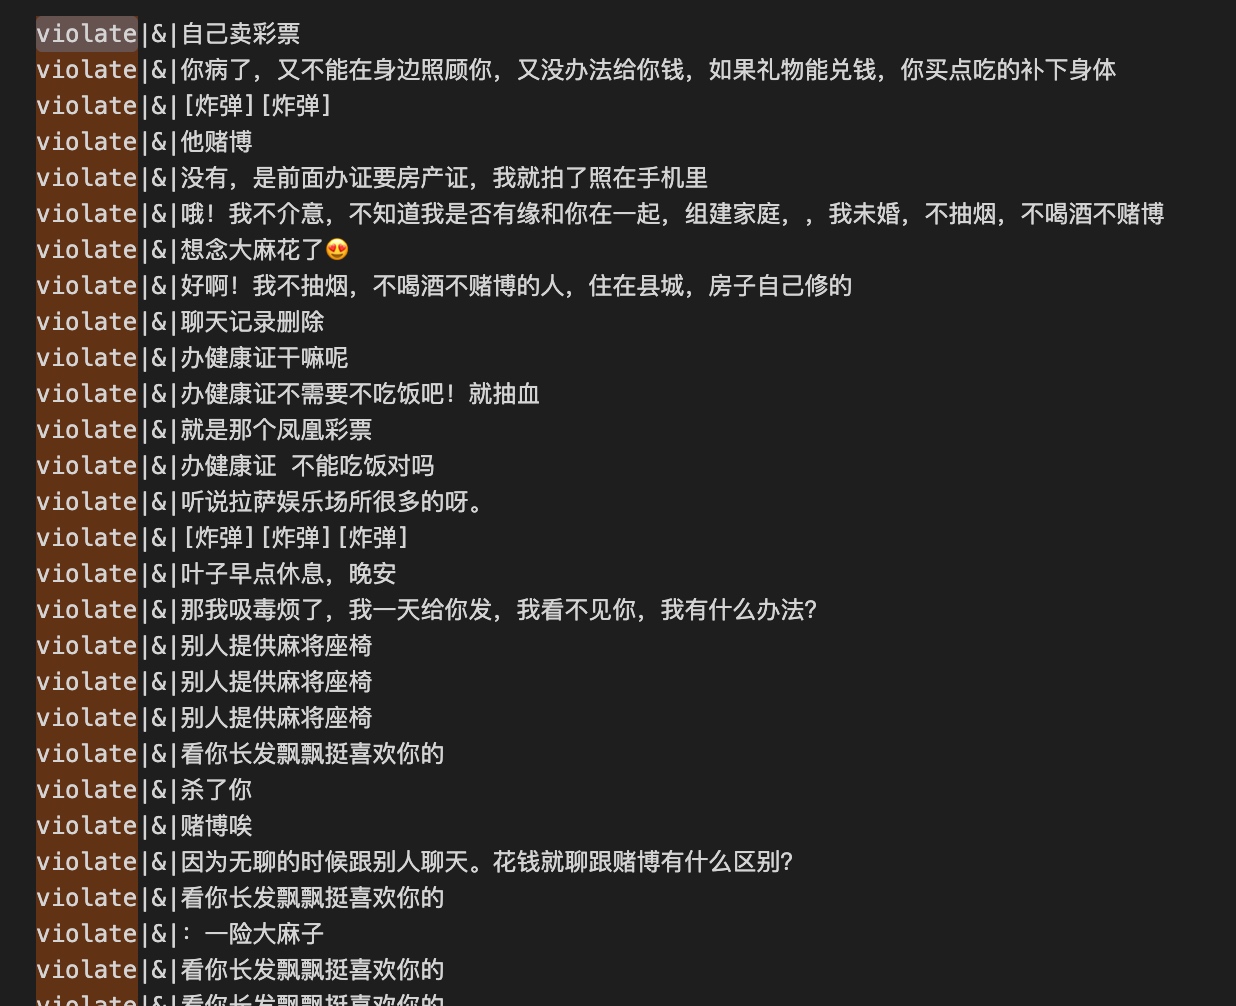 violate|&|自己卖彩票
violate|&|你病了，又不能在身边照顾你，又没办法给你钱，如果礼物能兑钱，你买点吃的补下身体
violate|&|[炸弹][炸弹]
violate|&|他赌博
violate|&|没有，是前面办证要房产证，我就拍了照在手机里
violate|&|哦！我不介意，不知道我是否有缘和你在一起，组建家庭，，我未婚，不抽烟，不喝酒不赌博
violate|&|想念大麻花了😍
violate|&|好啊！我不抽烟，不喝酒不赌博的人，住在县城，房子自己修的
violate|&|聊天记录删除
violate|&|办健康证干嘛呢
violate|&|办健康证不需要不吃饭吧！就抽血
violate|&|就是那个凤凰彩票
violate|&|办健康证 不能吃饭对吗
violate|&|听说拉萨娱乐场所很多的呀。
violate|&|[炸弹][炸弹][炸弹]
violate|&|叶子早点休息，晚安
violate|&|那我吸毒烦了，我一天给你发，我看不见你，我有什么办法？
violate|&|别人提供麻将座椅
violate|&|别人提供麻将座椅
violate|&|别人提供麻将座椅
violate|&|看你长发飘飘挺喜欢你的
violate|&|杀了你
violate|&|赌博唉
violate|&|因为无聊的时候跟别人聊天。花钱就聊跟赌博有什么区别？
violate|&|看你长发飘飘挺喜欢你的
violate|&|：一险大麻子
violate|&|看你长发飘飘挺喜欢你的
violate|&|看你长发飘飘挺喜欢你的